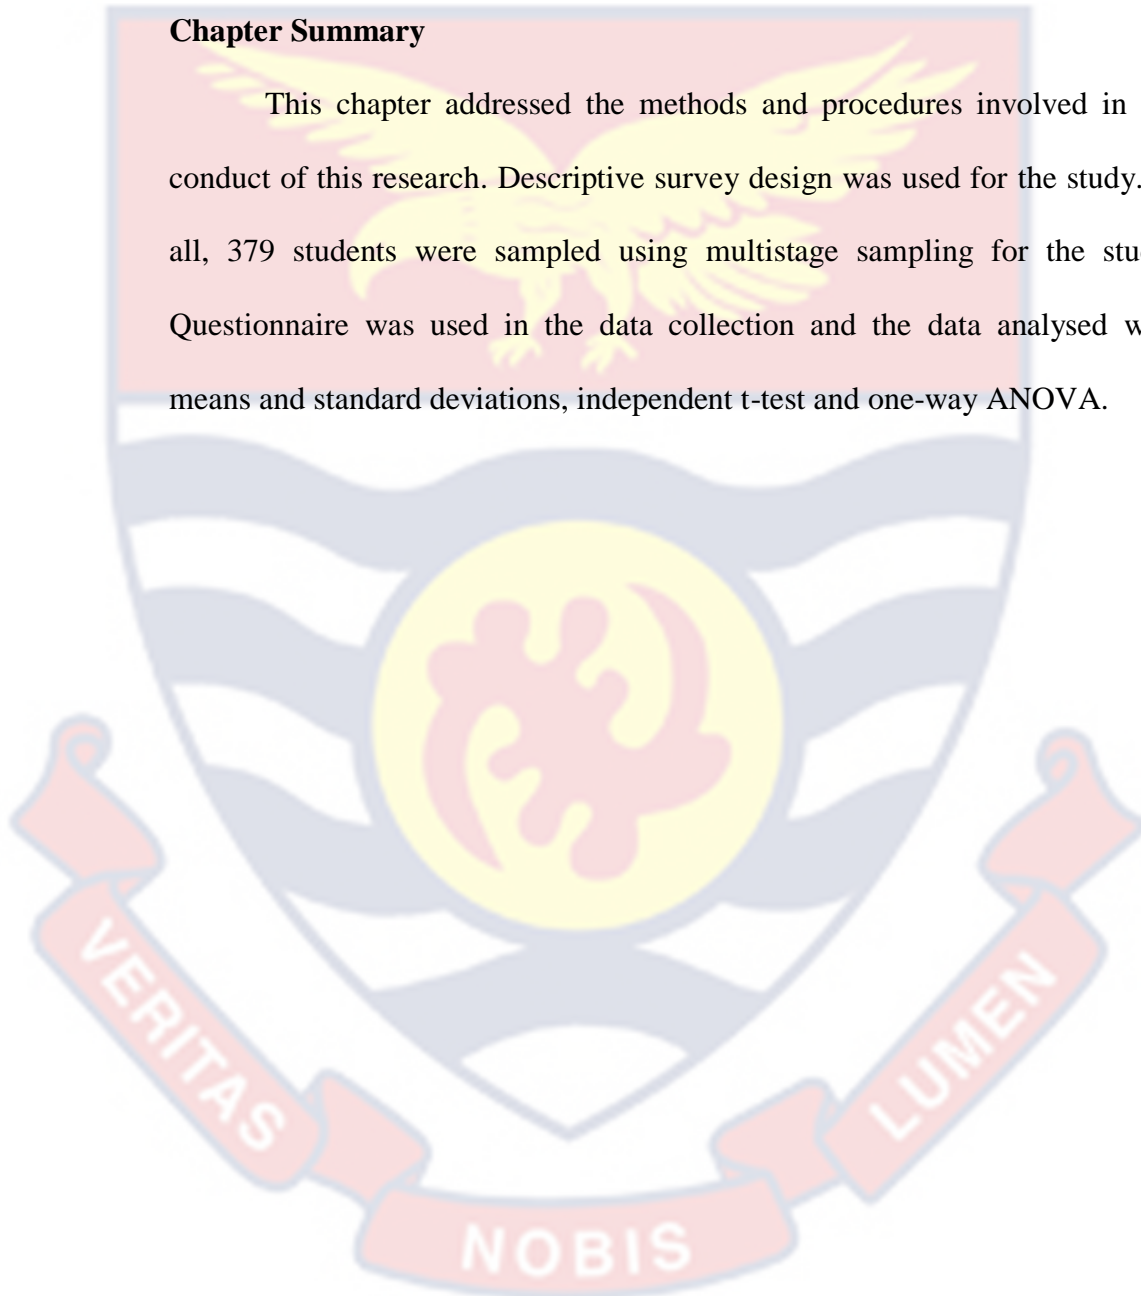 Chapter Summary
This chapter addressed the methods and procedures involved in
conduct of this research. Descriptive survey design was used for the study.
all, 379 students were sampled using multistage sampling for the
Questionnaire was used in the data collection and the data analysed
means and standard deviations, independent t-test and one-way ANOVA.
VERITAS
NOBIS
LUMEN